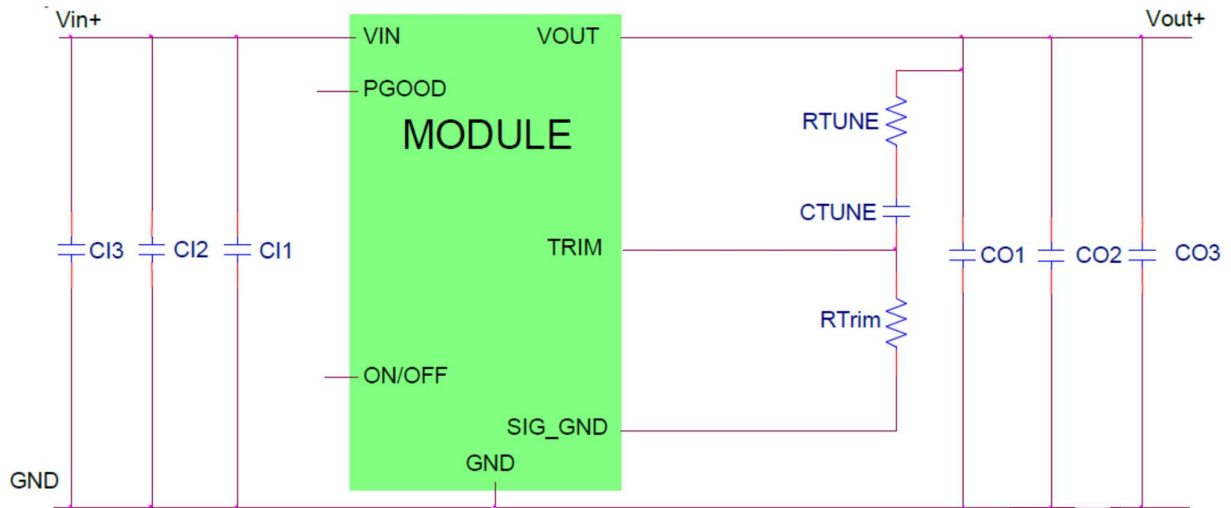 Vin+
Vout+
VIN
VOUT
PGOOD
MODULE
RTUNE
CTUNE
TRIM
CI3
CI2
CI1
CO1
CO2
CO3
RTrim
ON/OFF
SIG_GND
GND
GND